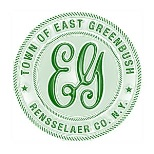 TOWN OF EAST GREENBUSH
EG
RENSSELAER CO. N.Y.